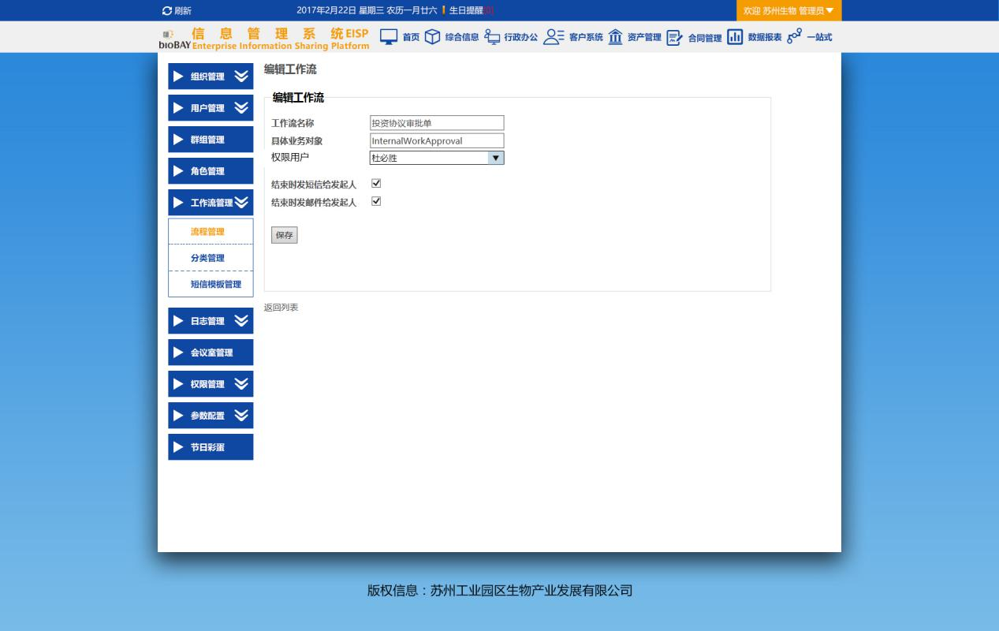 刷新 2017年2月22日 星期三 农历一月廿六 生日提醒[0] 欢迎 苏州生物 管理员
bioBAY 信息管理系统EISP
Enterprise Information Sharing Platform
首页 综合信息 行政办公 客户系统 资产管理 合同管理 数据报表 一站式
组织管理
用户管理
群组管理
角色管理
工作流管理
流程管理
分类管理
短信模板管理
日志管理
会议室管理
权限管理
参数配置
节日彩蛋
编辑工作流
编辑工作流
工作流名称 投资协议审批单
具体业务对象 InternalWorkApproval
权限用户 杜必胜
结束时发短信给发起人
结束时发邮件给发起人
保存
返回列表
版权信息：苏州工业园区生物产业发展有限公司